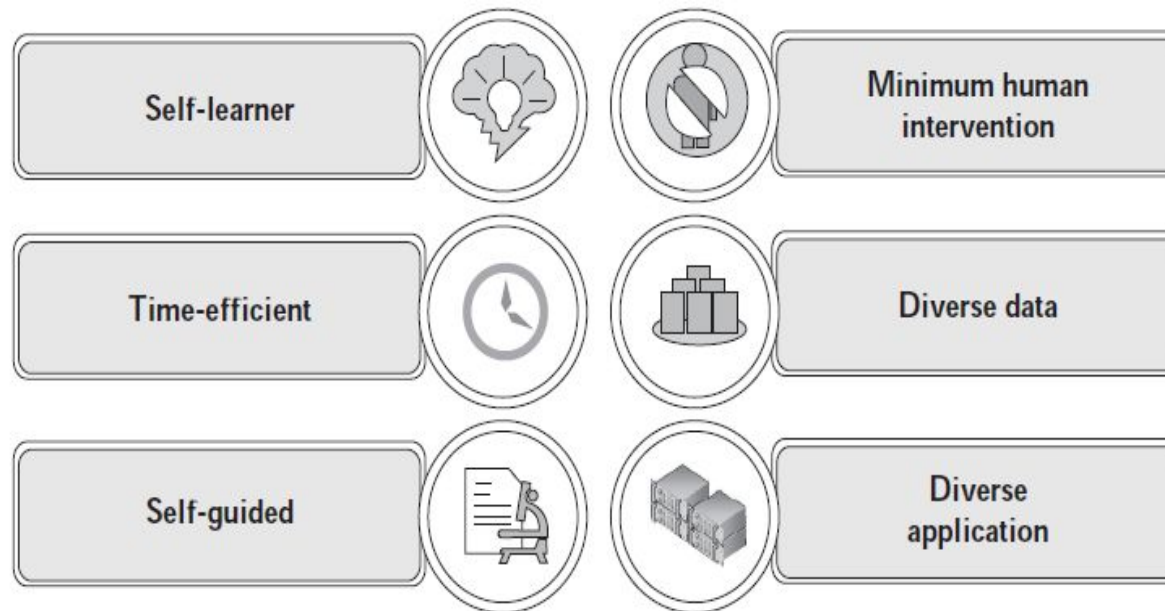 Self-learner
Minimum human
intervention
Time-efficient
Diverse data
Self-guided
Diverse
application